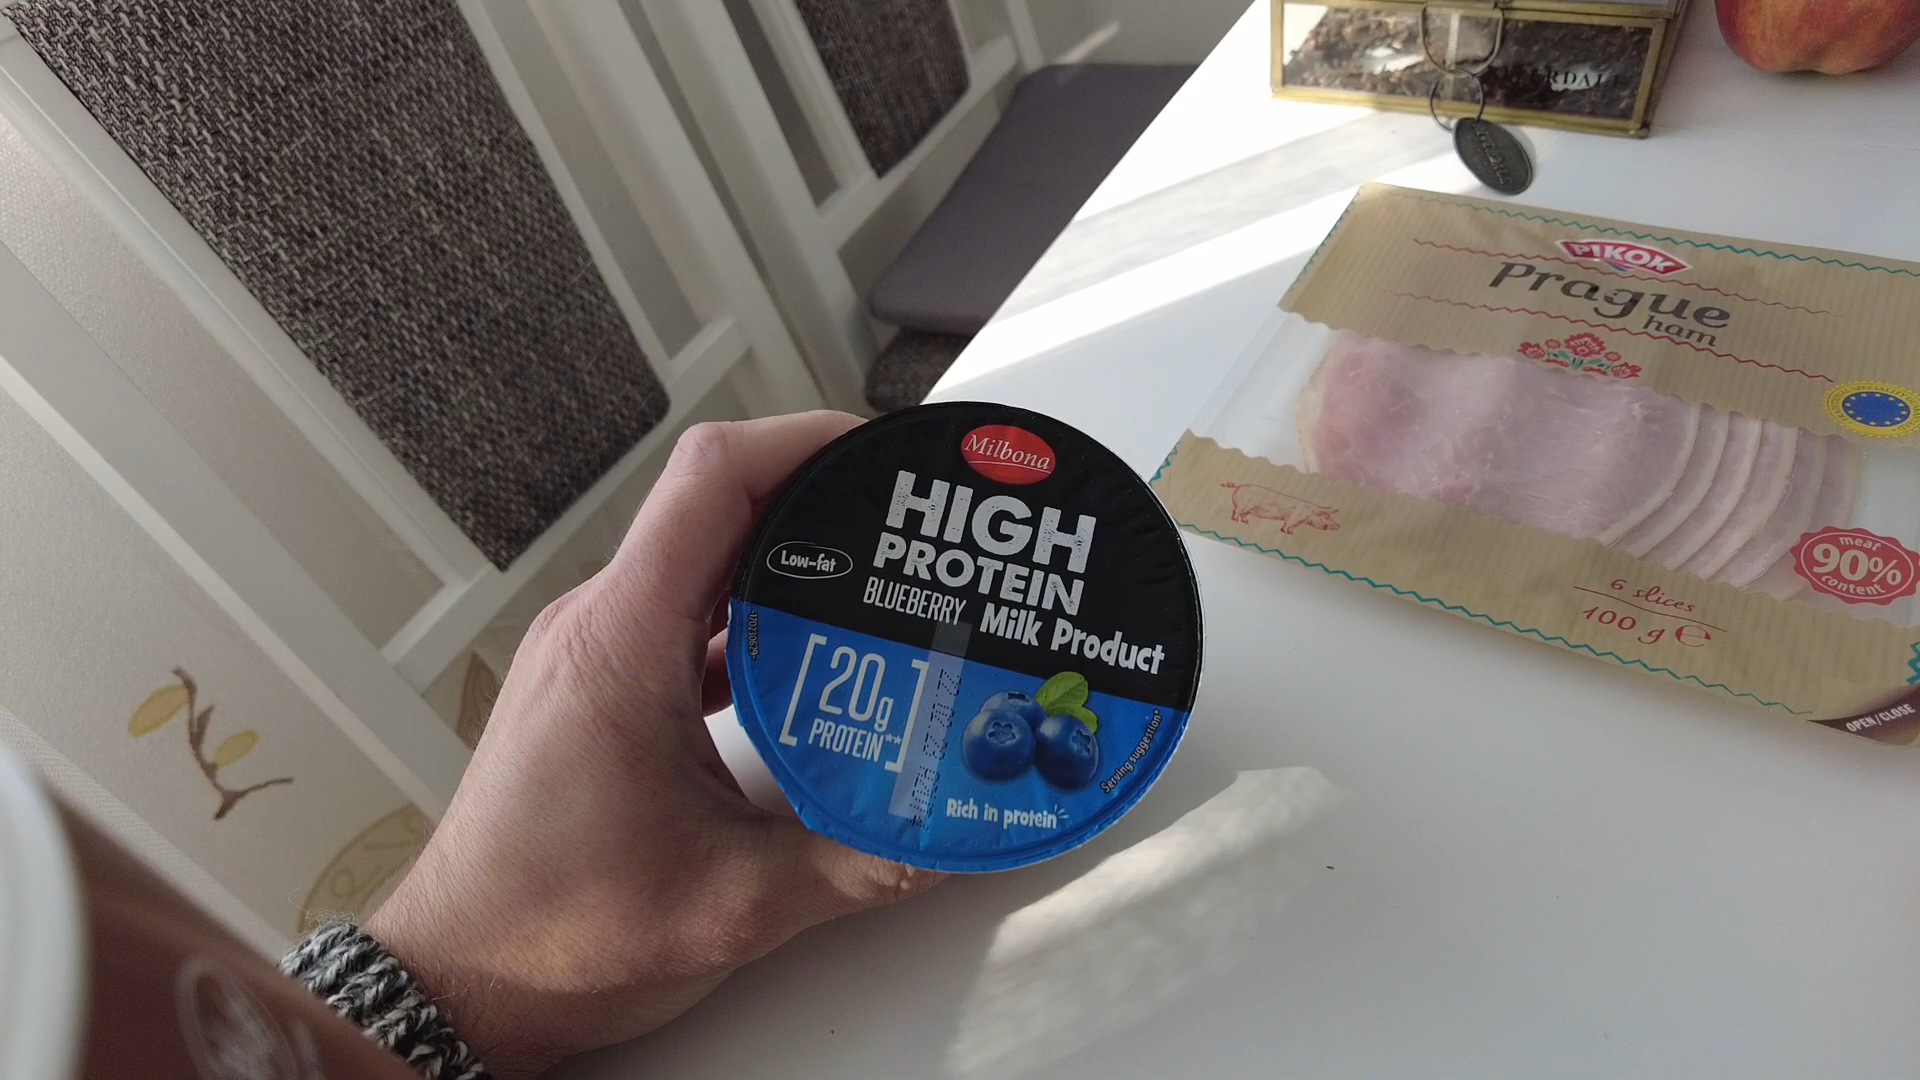 PIKOK
Prague
ham
meat
90%
content
6 slices
100 g e
OPEN/CLOSE
Milbona
HIGH
PROTEIN
Low-fat
BLUEBERRY Milk Product
20g
PROTEIN**
Serving suggestion*
Rich in protein